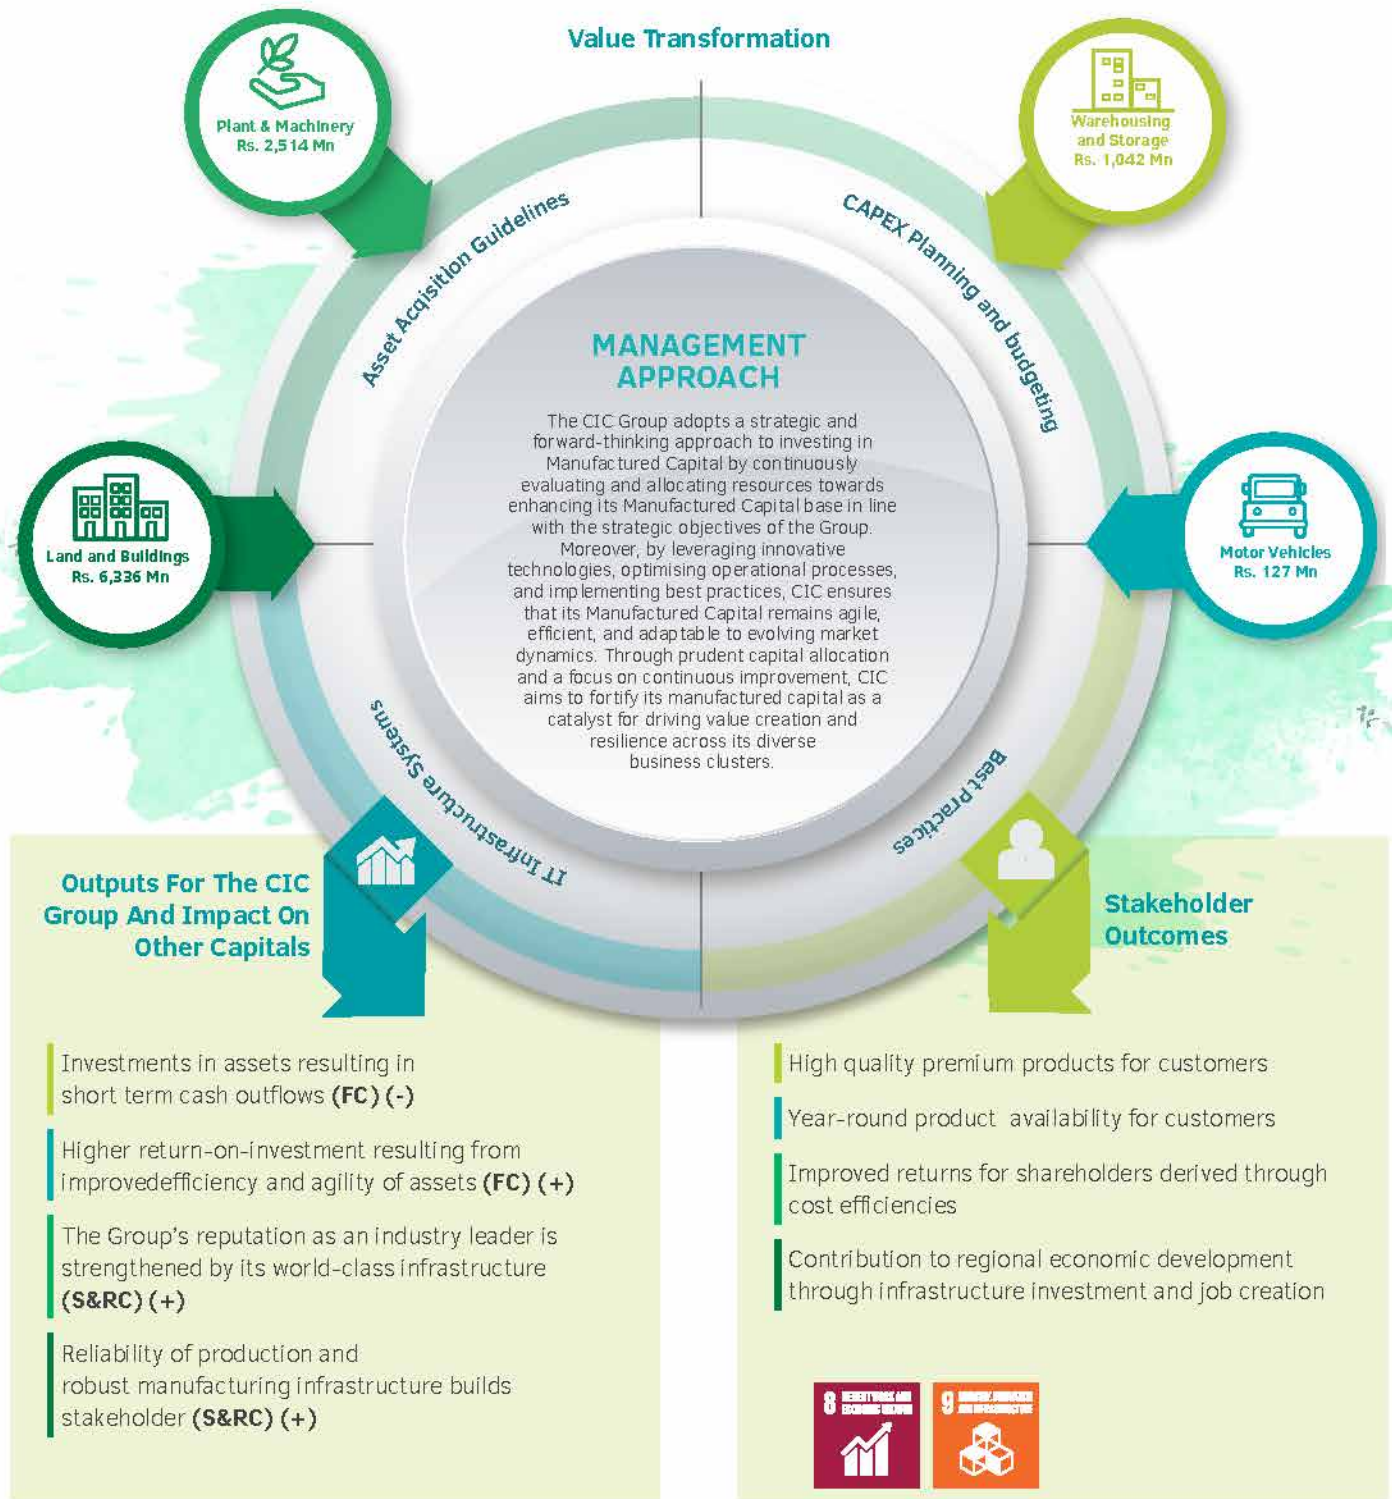 Value Transformation
Plant & Machinery
Rs. 2,514 Mn
Warehousing
and Storage
Rs. 1,042 Mn
Asset Acqisition Guidelines
CAPEX Planning and budgeting
Land and Buildings
Rs. 6,336 Mn
Motor Vehicles
Rs. 127 Mn
MANAGEMENT
APPROACH
The CIC Group adopts a strategic and
forward-thinking approach to investing in
Manufactured Capital by continuously
evaluating and allocating resources towards
enhancing its Manufactured Capital base in line
with the strategic objectives of the Group.
Moreover, by leveraging innovative
technologies, optimising operational processes,
and implementing best practices, CIC ensures
that its Manufactured Capital remains agile,
efficient, and adaptable to evolving market
dynamics. Through prudent capital allocation
and a focus on continuous improvement, CIC
aims to fortify its manufactured capital as a
catalyst for driving value creation and
resilience across its diverse
business clusters.
IT Infrastructure Systems
Best Practices
Outputs For The CIC
Group And Impact On
Other Capitals
Investments in assets resulting in
short term cash outflows (FC) (-)
Higher return-on-investment resulting from
improvedefficiency and agility of assets (FC) (+)
The Group's reputation as an industry leader is
strengthened by its world-class infrastructure
(S&RC) (+)
Reliability of production and
robust manufacturing infrastructure builds
stakeholder (S&RC) (+)
Stakeholder
Outcomes
High quality premium products for customers
Year-round product availability for customers
Improved returns for shareholders derived through
cost efficiencies
Contribution to regional economic development
through infrastructure investment and job creation
8
9